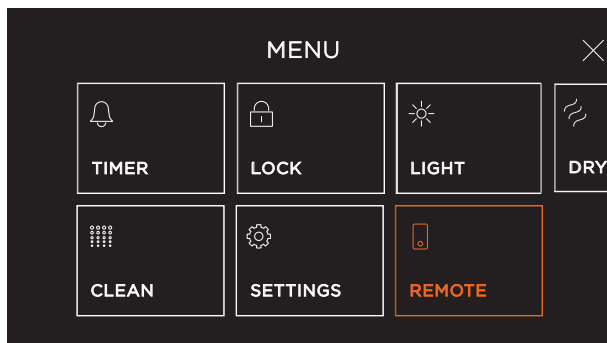 MENU
TIMER
LOCK
LIGHT
DRY
CLEAN
SETTINGS
REMOTE